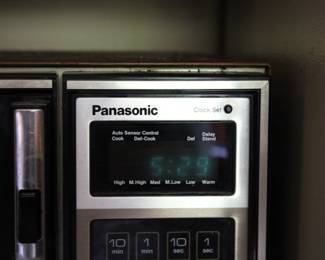 Panasonic Clock Set
Auto Sensor Control Delay
Cook Def-Cook Def Stand
5:29
High M.High Med M.Low Low Warm
10 1 10 1
min min sec sec